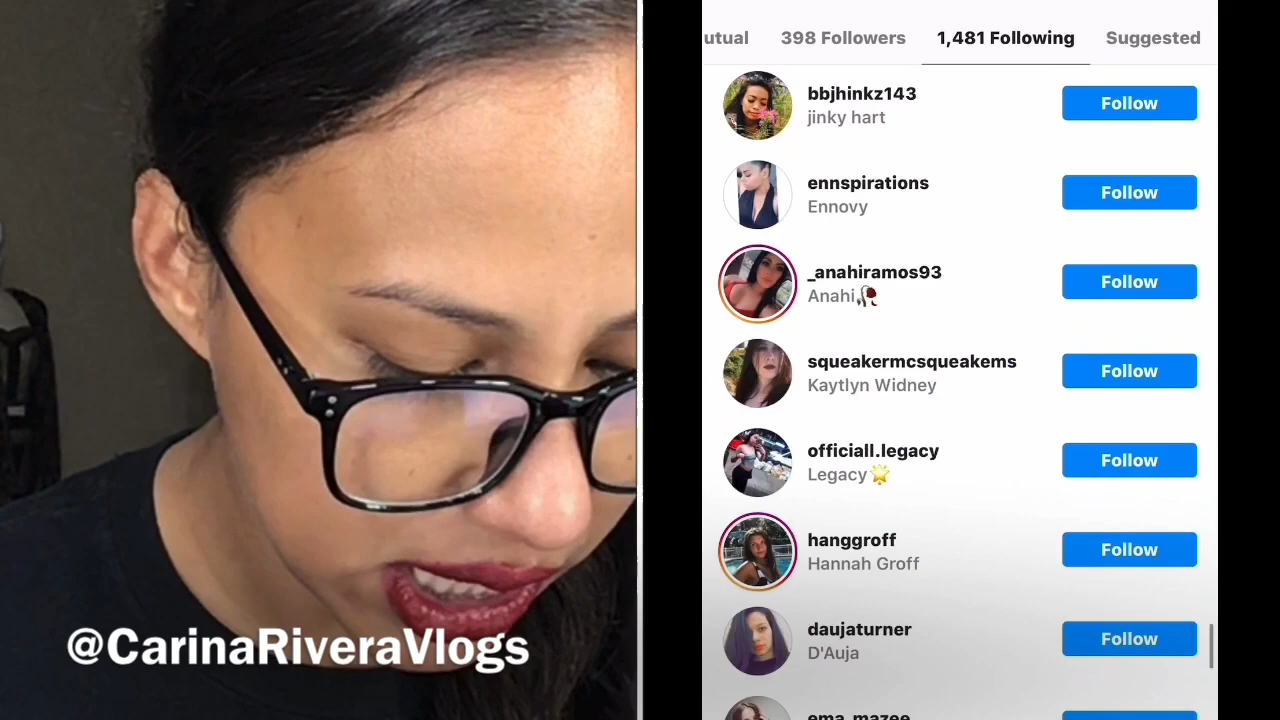 @CarinaRiveraVlogs
utual 398 Followers 1,481 Following Suggested
bbjhinkz143 Follow
jinky hart
ennspirations Follow
Ennovy
_anahiramos93 Follow
Anahi🥀
squeakermcsqueakems Follow
Kaytlyn Widney
officiall.legacy Follow
Legacy🌟
hanggroff Follow
Hannah Groff
daujaturner Follow
D'Auja